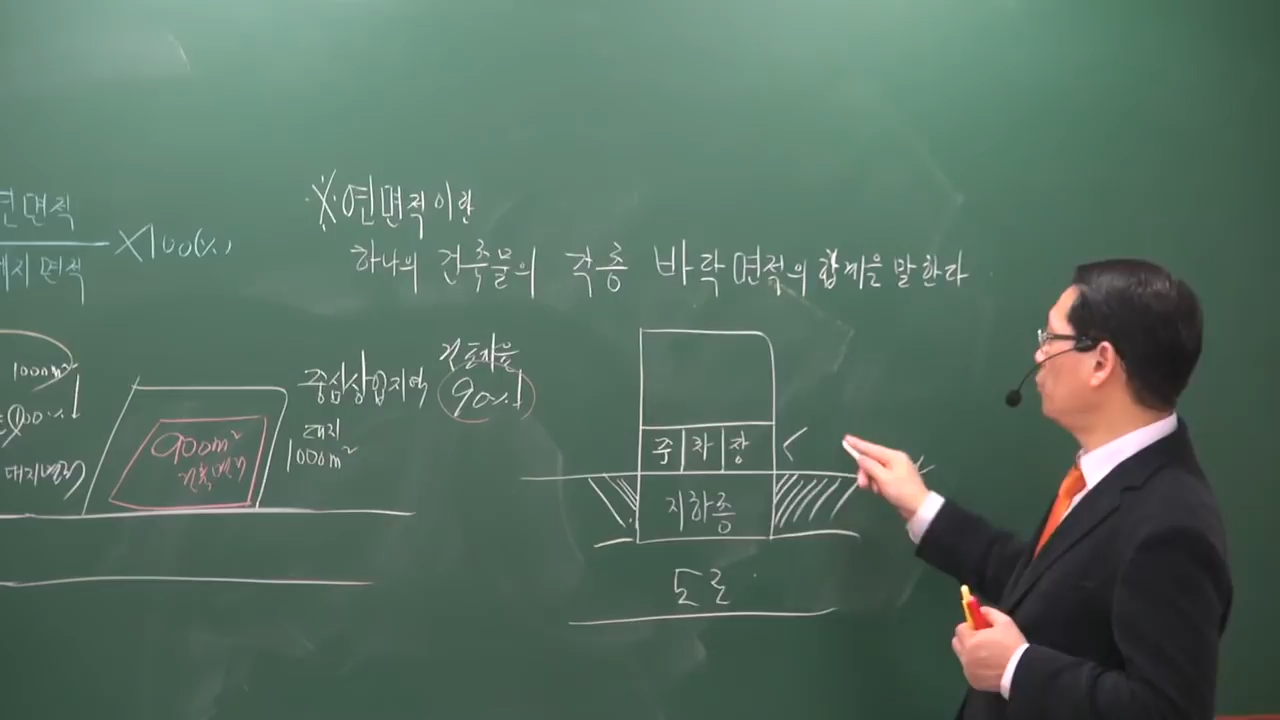 면적
지 면적
×100(%)
※ 연면적이란
하나의 건축물의 각층 바닥면적의 합계을 말한다
1000m²
대지면적
900m²
건축면적
중심상업지역
대지
1000m²
건폐율
90%↓
주 차 장
지하층
도로